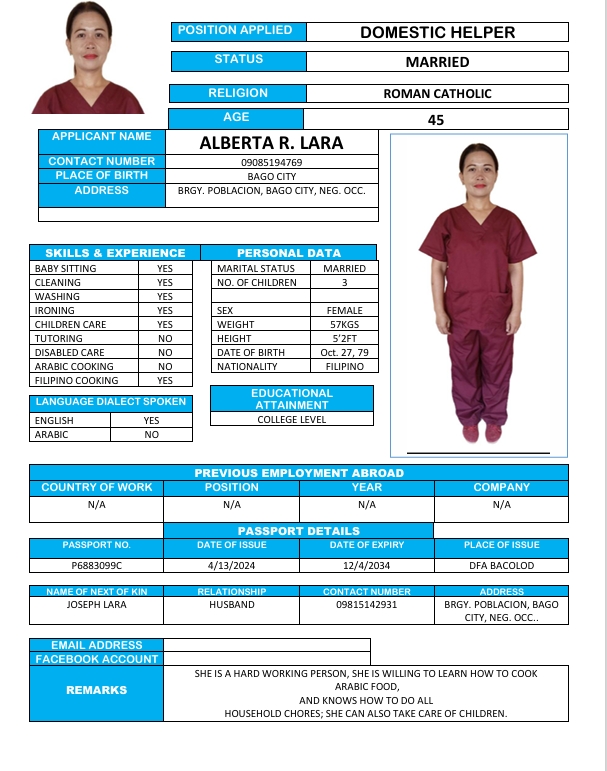 POSITION APPLIED DOMESTIC HELPER
STATUS MARRIED
RELIGION ROMAN CATHOLIC
AGE 45
APPLICANT NAME ALBERTA R. LARA
CONTACT NUMBER 09085194769
PLACE OF BIRTH BAGO CITY
ADDRESS BRGY. POBLACION, BAGO CITY, NEG. OCC.
SKILLS & EXPERIENCE
BABY SITTING YES
CLEANING YES
WASHING YES
IRONING YES
CHILDREN CARE YES
TUTORING NO
DISABLED CARE NO
ARABIC COOKING NO
FILIPINO COOKING YES
LANGUAGE DIALECT SPOKEN
ENGLISH YES
ARABIC NO
PERSONAL DATA
MARITAL STATUS MARRIED
NO. OF CHILDREN 3
SEX FEMALE
WEIGHT 57KGS
HEIGHT 5'2FT
DATE OF BIRTH Oct. 27, 79
NATIONALITY FILIPINO
EDUCATIONAL
ATTAINMENT
COLLEGE LEVEL
PREVIOUS EMPLOYMENT ABROAD
COUNTRY OF WORK POSITION YEAR COMPANY
N/A N/A N/A N/A
PASSPORT DETAILS
PASSPORT NO. DATE OF ISSUE DATE OF EXPIRY PLACE OF ISSUE
P6883099C 4/13/2024 12/4/2034 DFA BACOLOD
NAME OF NEXT OF KIN RELATIONSHIP CONTACT NUMBER ADDRESS
JOSEPH LARA HUSBAND 09815142931 BRGY. POBLACION, BAGO
CITY, NEG. OCC..
EMAIL ADDRESS
FACEBOOK ACCOUNT
REMARKS
SHE IS A HARD WORKING PERSON, SHE IS WILLING TO LEARN HOW TO COOK
ARABIC FOOD,
AND KNOWS HOW TO DO ALL
HOUSEHOLD CHORES; SHE CAN ALSO TAKE CARE OF CHILDREN.